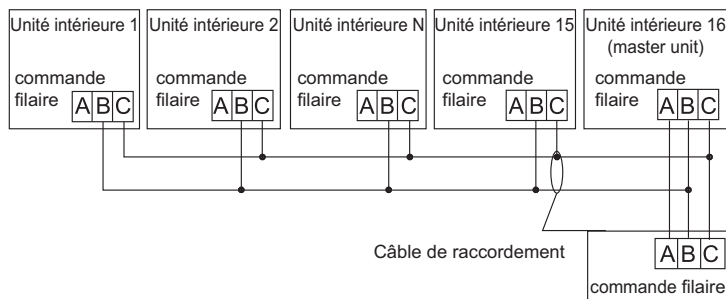 Unité intérieure 1
commande
filaire
A B C
Unité intérieure 2
commande
filaire
A B C
Unité intérieure N
commande
filaire
A B C
Unité intérieure 15
commande
filaire
A B C
Unité intérieure 16
(master unit)
commande
filaire
A B C
Câble de raccordement
A B C
commande filaire